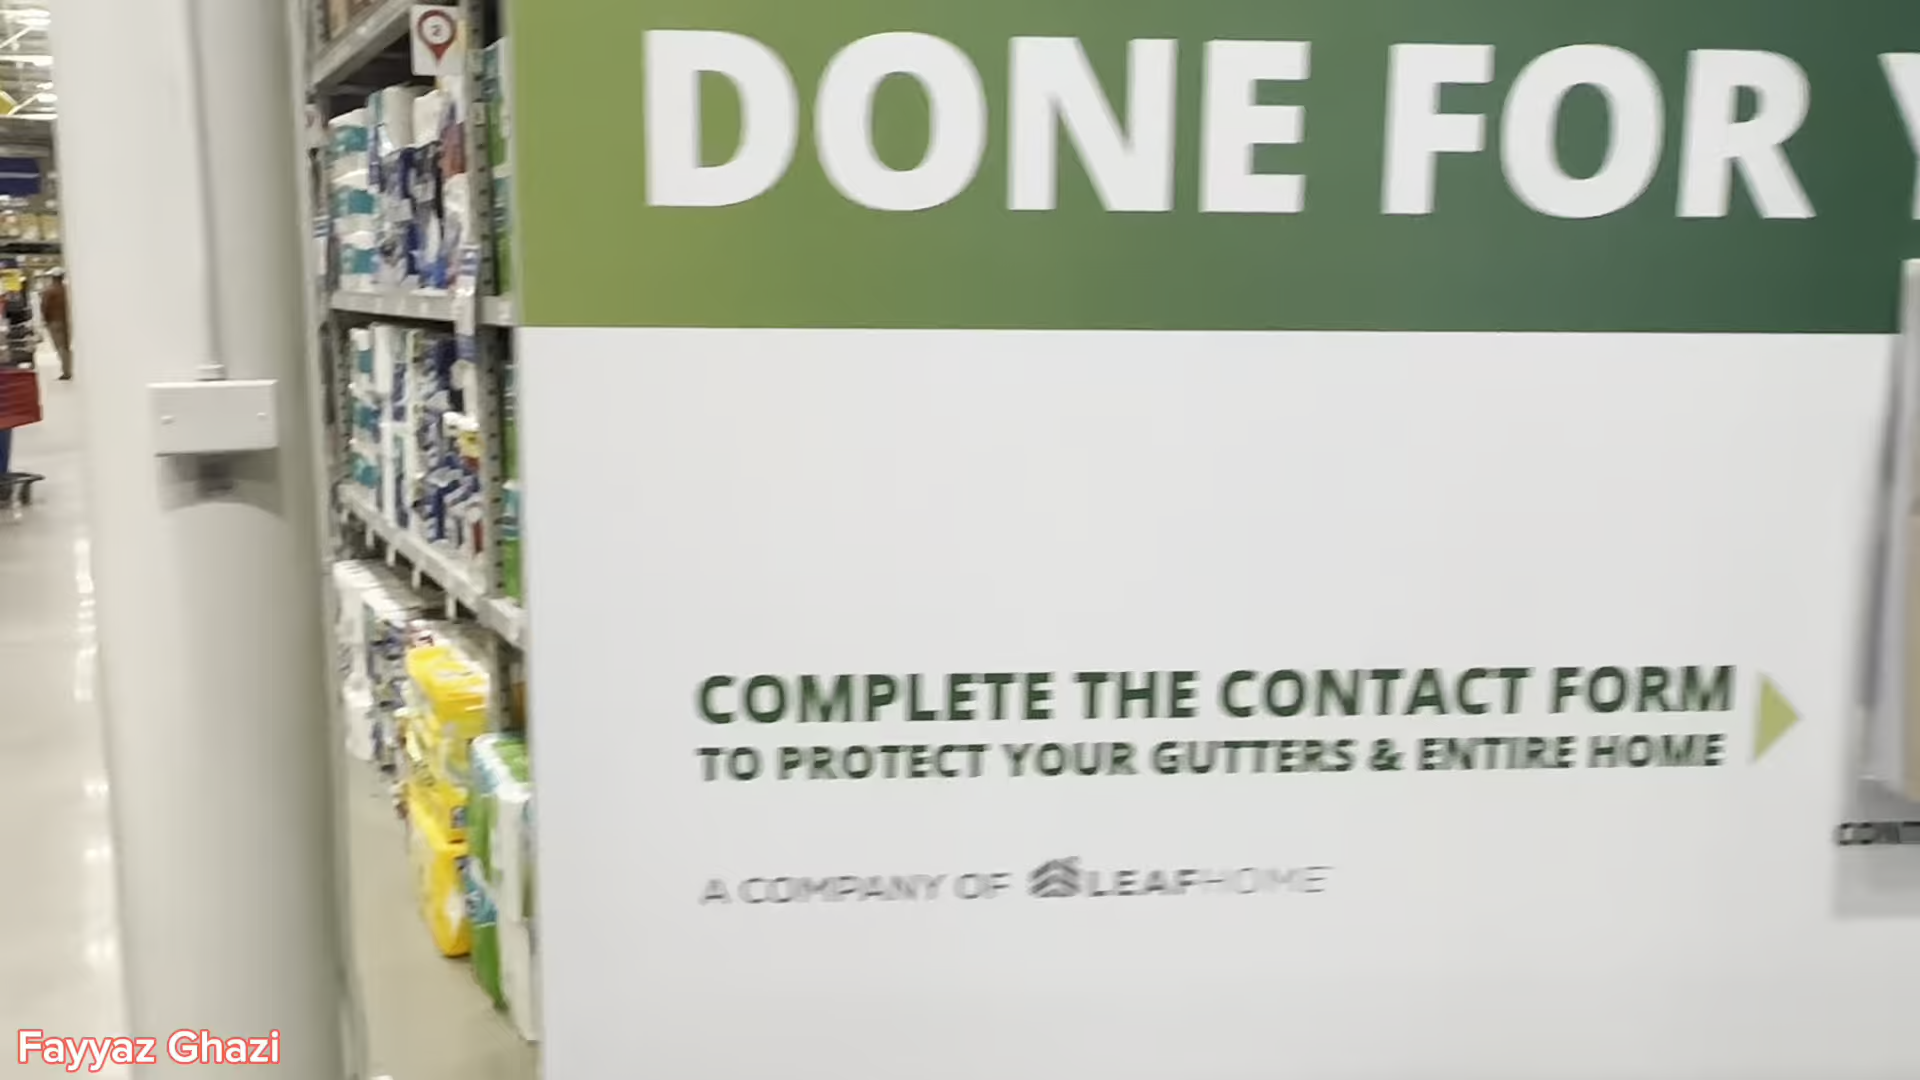 DONE FOR
COMPLETE THE CONTACT FORM
TO PROTECT YOUR GUTTERS & ENTIRE HOME
A COMPANY OF LEAFHOME
Fayyaz Ghazi